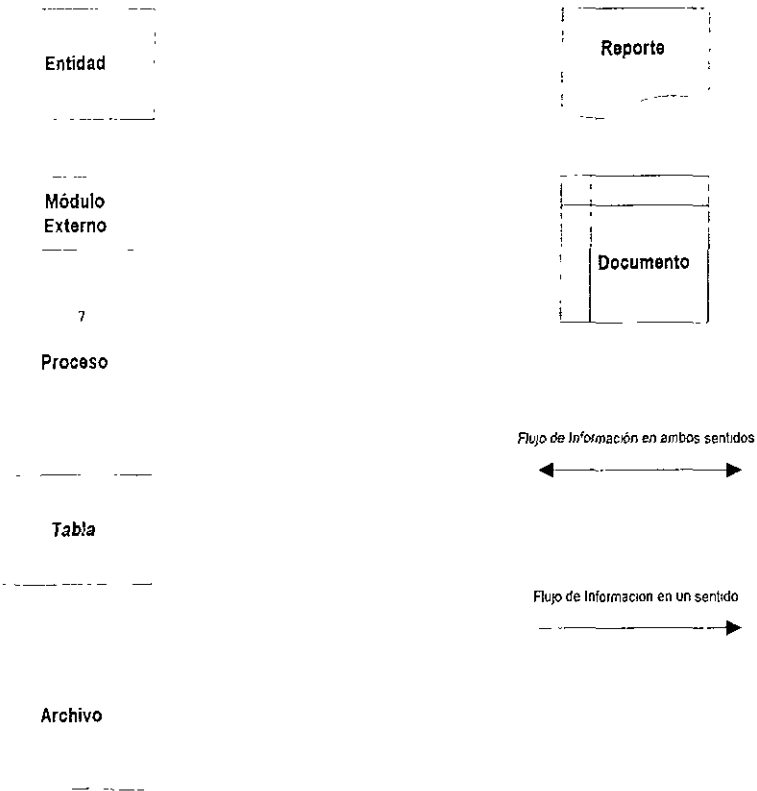 Entidad
Módulo
Externo
7
Proceso
Tabla
Archivo
Reporte
Documento
Flujo de Información en ambos sentidos
Flujo de Informacion en un sentido